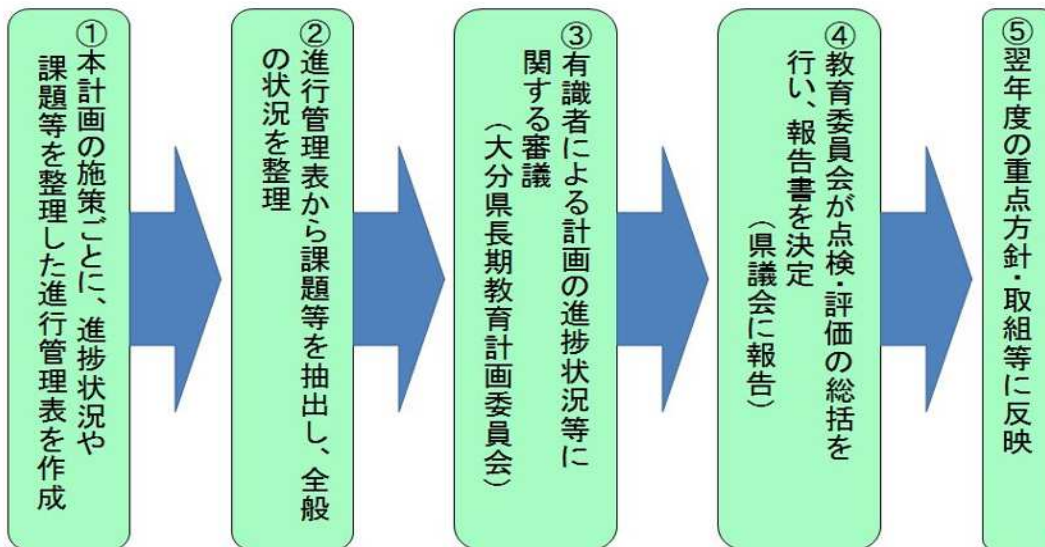 ①本計画の施策ごとに、進捗状況や
課題等を整理した進行管理表を作成
②進行管理表から課題等を抽出し、全般
の状況を整理
③有識者による計画の進捗状況等に
関する審議
（大分県長期教育計画委員会）
④教育委員会が点検・評価の総括を
行い、報告書を決定
（県議会に報告）
⑤翌年度の重点方針・取組等に反映